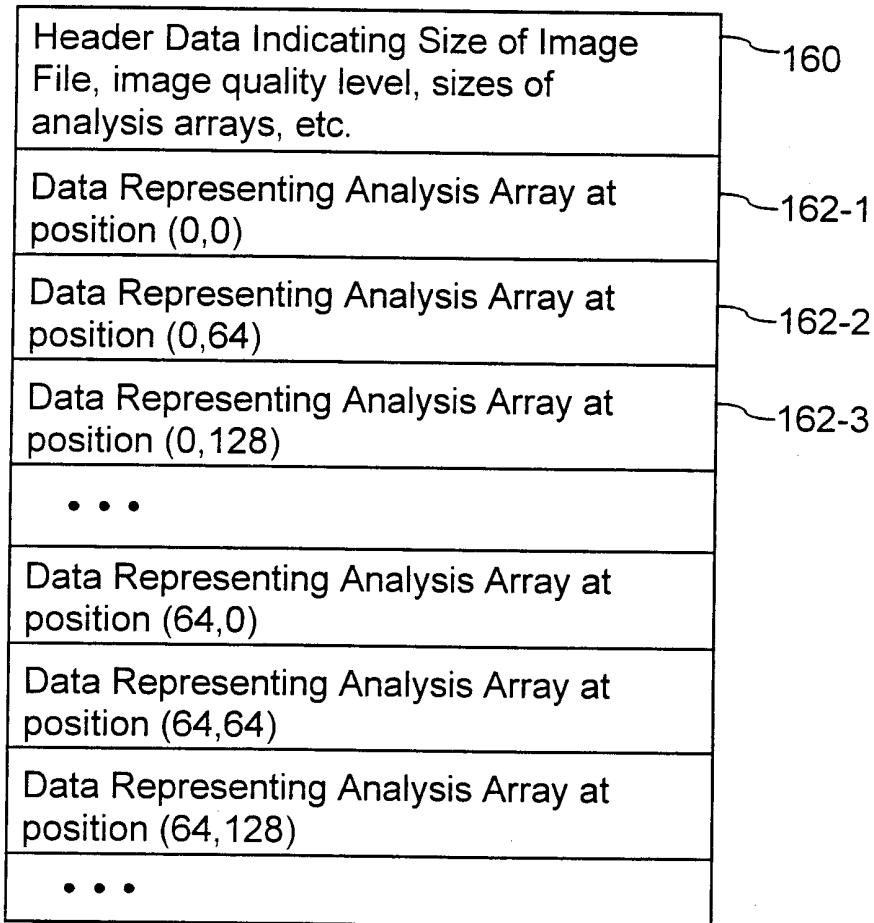 Header Data Indicating Size of Image
File, image quality level, sizes of
analysis arrays, etc.
160
Data Representing Analysis Array at
position (0,0)
162-1
Data Representing Analysis Array at
position (0,64)
162-2
Data Representing Analysis Array at
position (0,128)
162-3
• • •
Data Representing Analysis Array at
position (64,0)
Data Representing Analysis Array at
position (64,64)
Data Representing Analysis Array at
position (64,128)
• • •